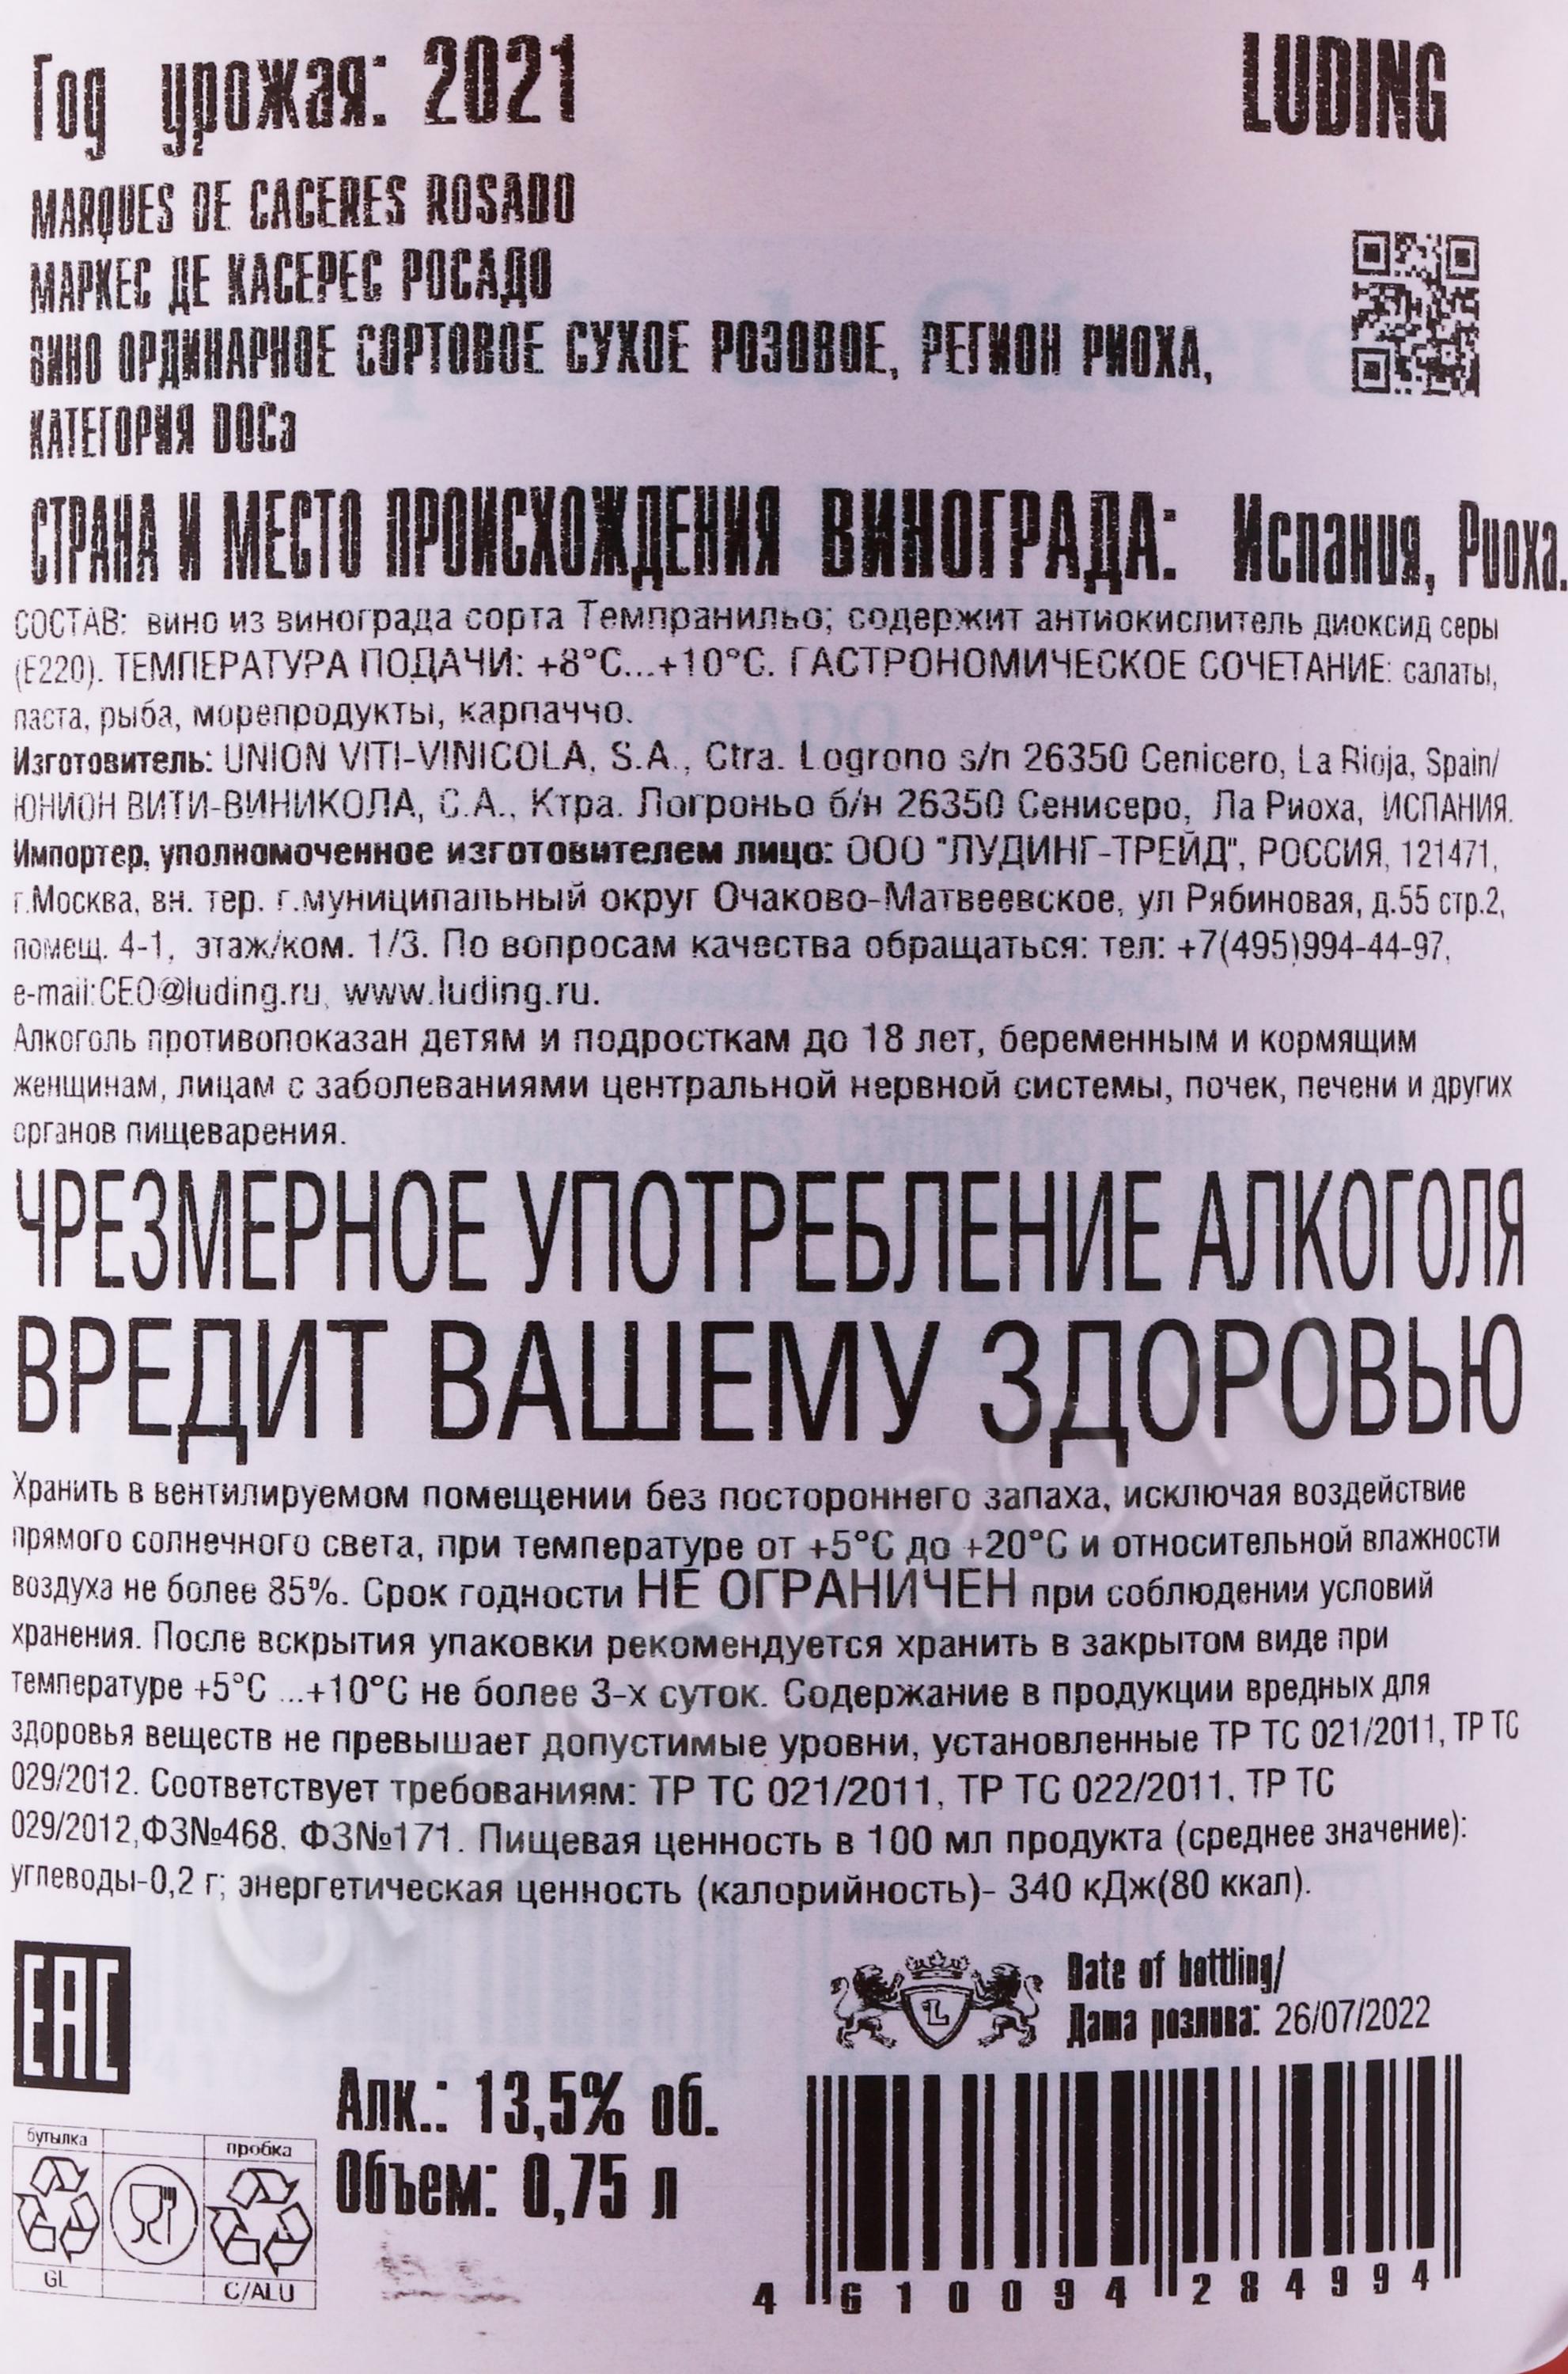 Год урожая: 2021
LUDING
MARQUES DE CACERES ROSADO
МАРКЕС ДЕ КАСЕРЕС РОСАДО
ВИНО ОРДИНАРНОЕ СОРТОВОЕ СУХОЕ РОЗОВОЕ, РЕГИОН РИОХА,
КАТЕГОРИЯ DOCa
СТРАНА И МЕСТО ПРОИСХОЖДЕНИЯ ВИНОГРАДА: Испания, Риоха.
СОСТАВ: вино из винограда сорта Темпранильо; содержит антиокислитель диоксид серы
(Е220). ТЕМПЕРАТУРА ПОДАЧИ: +8°С...+10°С. ГАСТРОНОМИЧЕСКОЕ СОЧЕТАНИЕ: салаты,
паста, рыба, морепродукты, карпаччо.
Изготовитель: UNION VITI-VINICOLA, S.A., Ctra. Logrono s/n 26350 Cenicero, La Rioja, Spain/
ЮНИОН ВИТИ-ВИНИКОЛА, С.А., Ктра. Логроньо б/н 26350 Сенисеро, Ла Риоха, ИСПАНИЯ.
Импортер, уполномоченное изготовителем лицо: ООО "ЛУДИНГ-ТРЕЙД", РОССИЯ, 121471,
г.Москва, вн. тер. г.муниципальный округ Очаково-Матвеевское, ул Рябиновая, д.55 стр.2,
помещ. 4-1, этаж/ком. 1/3. По вопросам качества обращаться: тел: +7(495)994-44-97,
e-mail:CEO@luding.ru, www.luding.ru.
Алкоголь противопоказан детям и подросткам до 18 лет, беременным и кормящим
женщинам, лицам с заболеваниями центральной нервной системы, почек, печени и других
органов пищеварения.
ЧРЕЗМЕРНОЕ УПОТРЕБЛЕНИЕ АЛКОГОЛЯ
ВРЕДИТ ВАШЕМУ ЗДОРОВЬЮ
Хранить в вентилируемом помещении без постороннего запаха, исключая воздействие
прямого солнечного света, при температуре от +5°С до +20°С и относительной влажности
воздуха не более 85%. Срок годности НЕ ОГРАНИЧЕН при соблюдении условий
хранения. После вскрытия упаковки рекомендуется хранить в закрытом виде при
температуре +5°С ...+10°С не более 3-х суток. Содержание в продукции вредных для
здоровья веществ не превышает допустимые уровни, установленные ТР ТС 021/2011, ТР ТС
029/2012. Соответствует требованиям: ТР ТС 021/2011, ТР ТС 022/2011, ТР ТС
029/2012,ФЗ№468, ФЗ№171. Пищевая ценность в 100 мл продукта (среднее значение):
углеводы-0,2 г; энергетическая ценность (калорийность)- 340 кДж(80 ккал).
EAC
L
Date of bottling/
Дата розлива: 26/07/2022
Алк.: 13,5% об.
Объем: 0,75 л
бутылка
пробка
GL
C/ALU
4 610094 284994